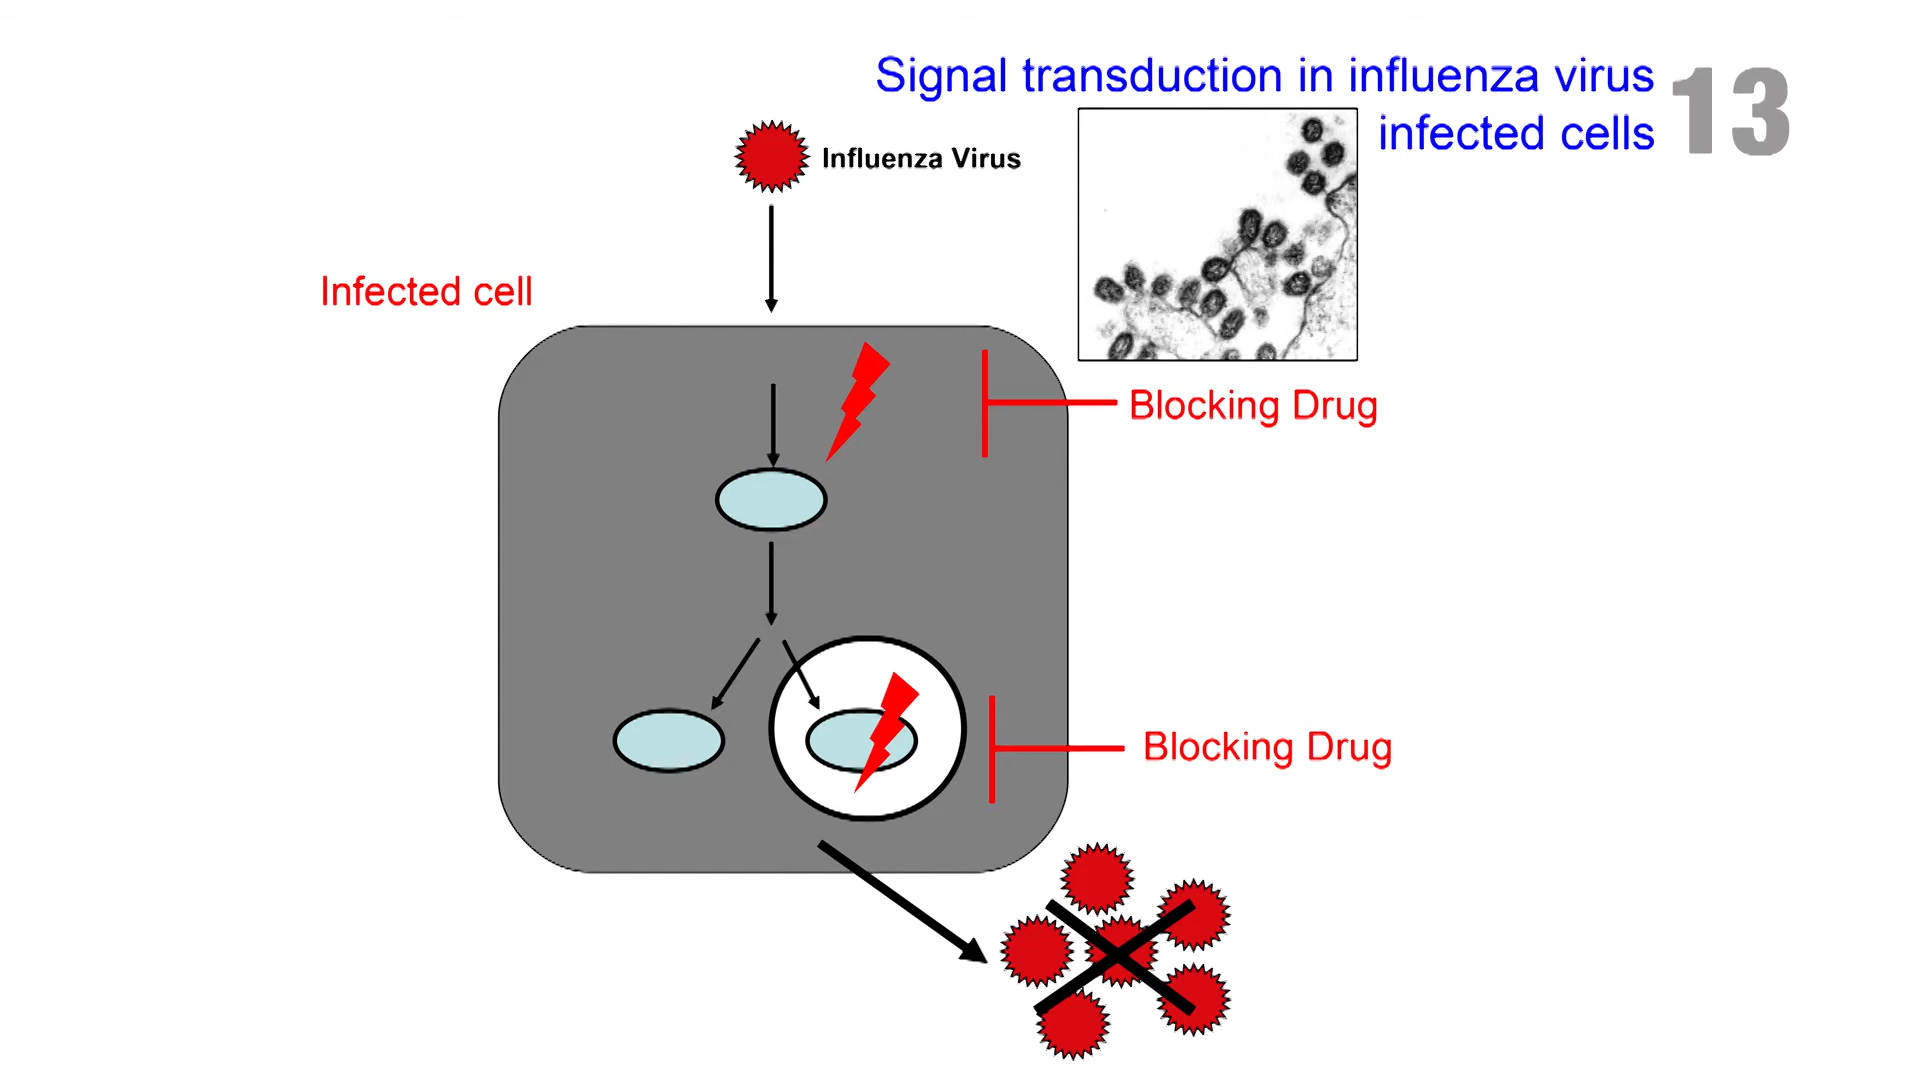 Signal transduction in influenza virus
infected cells
13
Influenza Virus
Infected cell
Blocking Drug
Blocking Drug